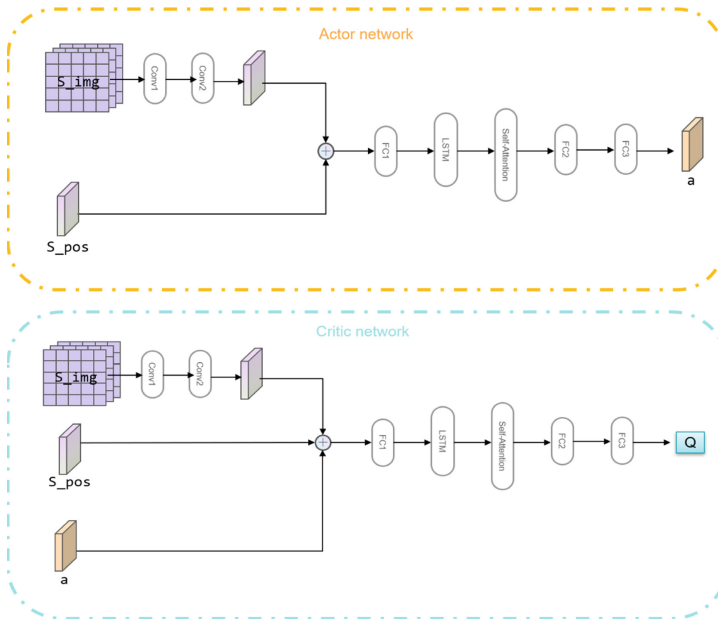 Actor network
S_img
Conv1
Conv2
FC1
LSTM
Self-Attention
FC2
FC3
a
S_pos
Critic network
S_img
Conv1
Conv2
S_pos
FC1
LSTM
Self-Attention
FC2
FC3
Q
a